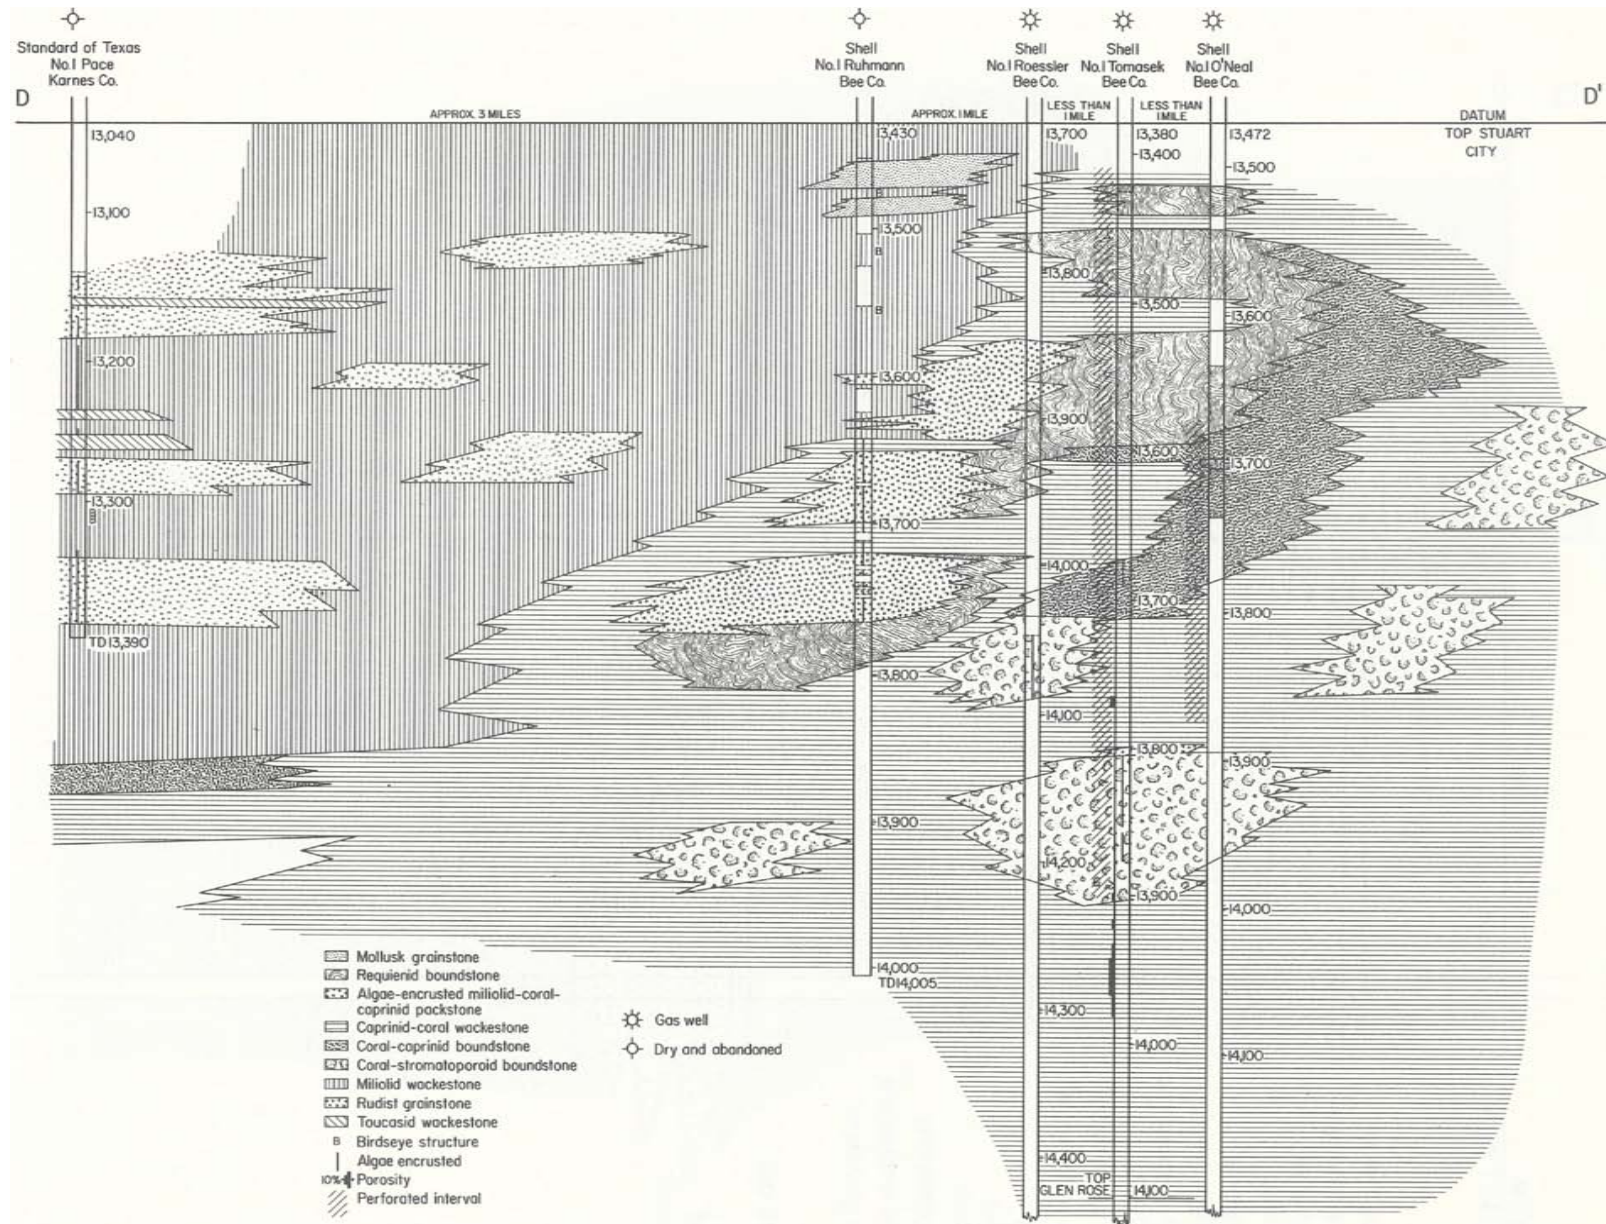 Standard of Texas
No.1 Pace
Karnes Co.
Shell
No.1 Ruhmann
Bee Co.
Shell
No.1 Roessler
Bee Co.
Shell
No.1 Tomasek
Bee Co.
Shell
No.1 O'Neal
Bee Co.
D
D'
APPROX. 3 MILES
APPROX. 1 MILE
LESS THAN
1 MILE
LESS THAN
1 MILE
DATUM
TOP STUART
CITY
13,040
13,100
13,200
13,300
B
B
TD 13,390
13,430
B
13,500
B
B
13,600
13,700
13,800
13,900
14,000
TD 14,005
13,700
13,800
13,900
14,000
14,100
14,200
14,300
14,400
13,380
13,400
13,500
13,600
13,700
13,800
13,900
14,000
TOP
GLEN ROSE
14,100
13,472
13,500
13,600
13,700
13,800
13,900
14,000
14,100
Mollusk grainstone
Requienid boundstone
Algae-encrusted miliolid-coral-
caprinid packstone
Caprinid-coral wackestone
Coral-caprinid boundstone
Coral-stromatoporoid boundstone
Miliolid wackestone
Rudist grainstone
Toucasid wackestone
B Birdseye structure
Algae encrusted
10% Porosity
Perforated interval
Gas well
Dry and abandoned